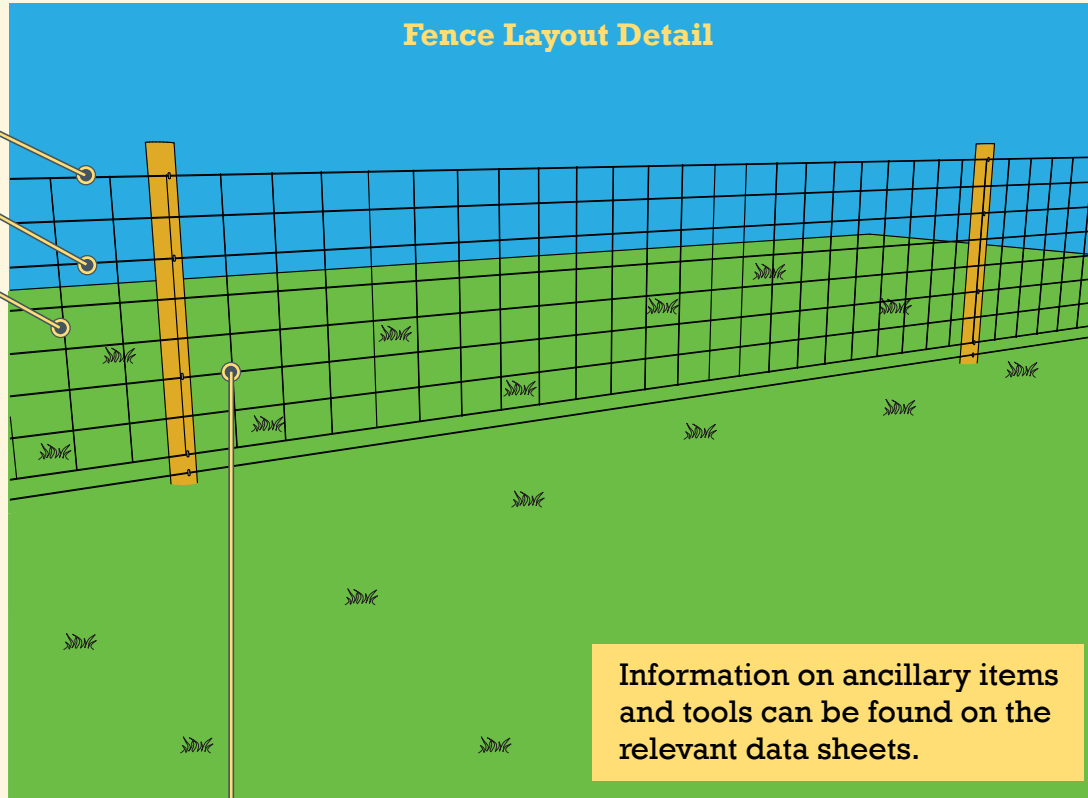 Fence Layout Detail
Information on ancillary items
and tools can be found on the
relevant data sheets.